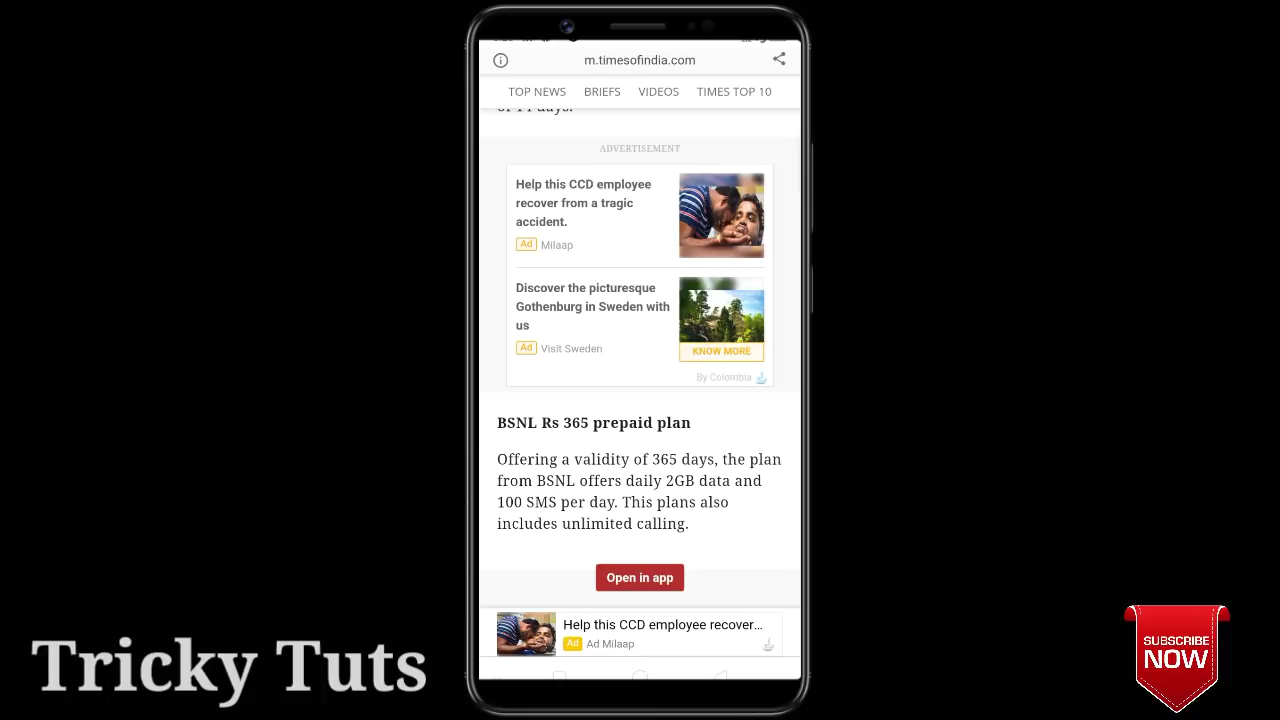 m.timesofindia.com
TOP NEWS BRIEFS VIDEOS TIMES TOP 10
of 14 days.
ADVERTISEMENT
Help this CCD employee
recover from a tragic
accident.
Ad Milaap
Discover the picturesque
Gothenburg in Sweden with
us
Ad Visit Sweden
KNOW MORE
By Colombia
BSNL Rs 365 prepaid plan
Offering a validity of 365 days, the plan
from BSNL offers daily 2GB data and
100 SMS per day. This plans also
includes unlimited calling.
Open in app
Help this CCD employee recover...
Ad Ad Milaap
Tricky Tuts
SUBSCRIBE
NOW